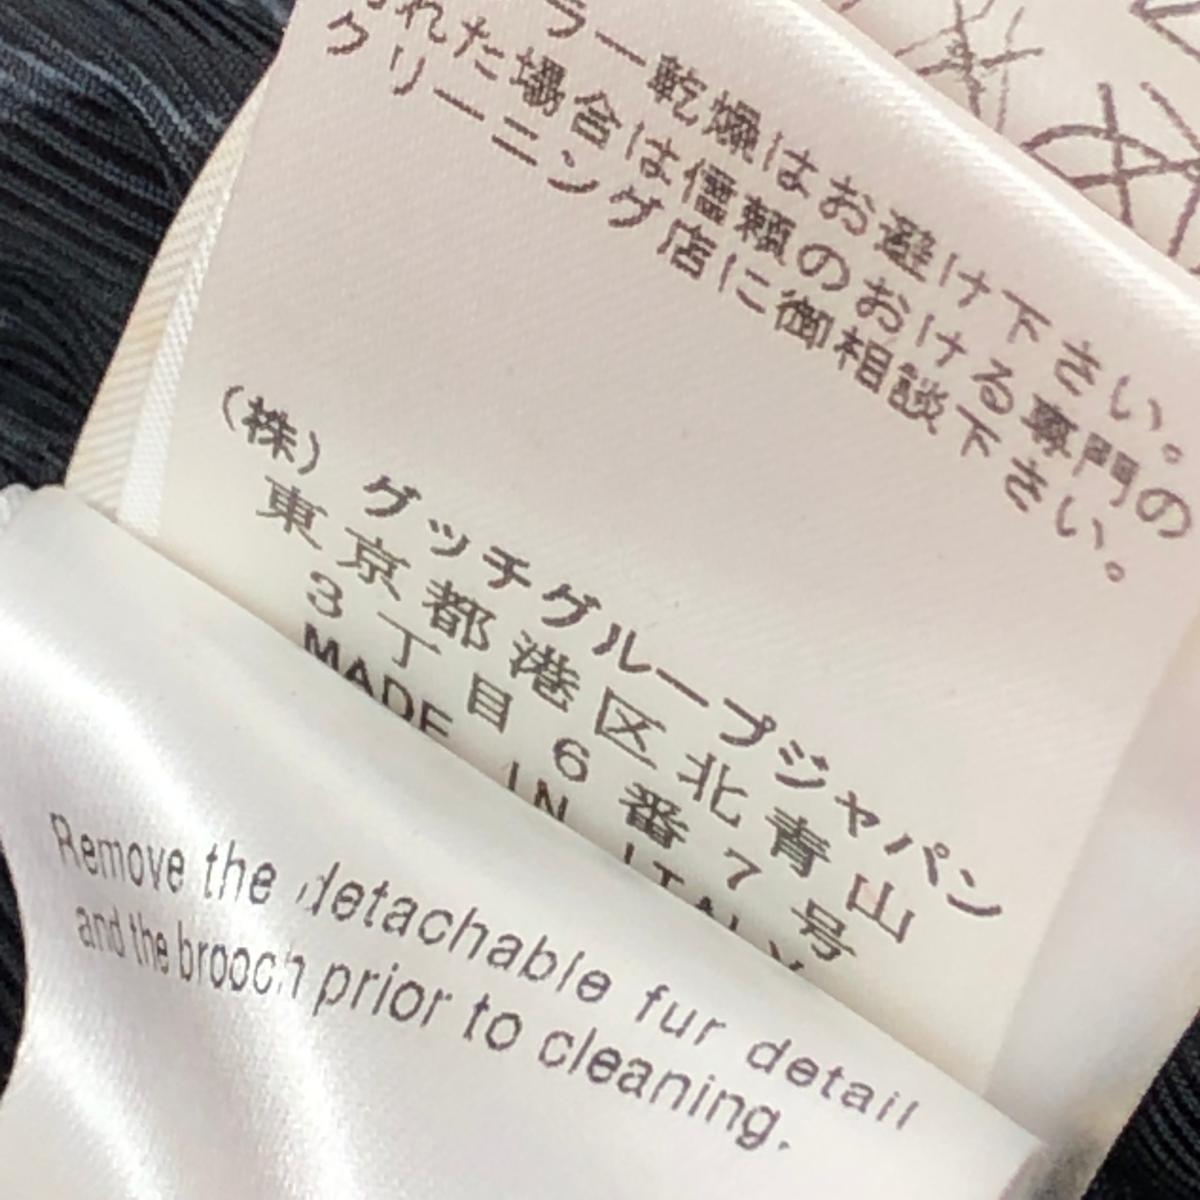 ラー乾燥はお避け下さい。
れた場合は信頼のおける専門の
クリーニング店に御相談下さい。
(株)グッチグループジャパン
東京都港区北青山
3丁目6番7号
MADE IN ITALY
Remove the detachable fur detail
and the brooch prior to cleaning.